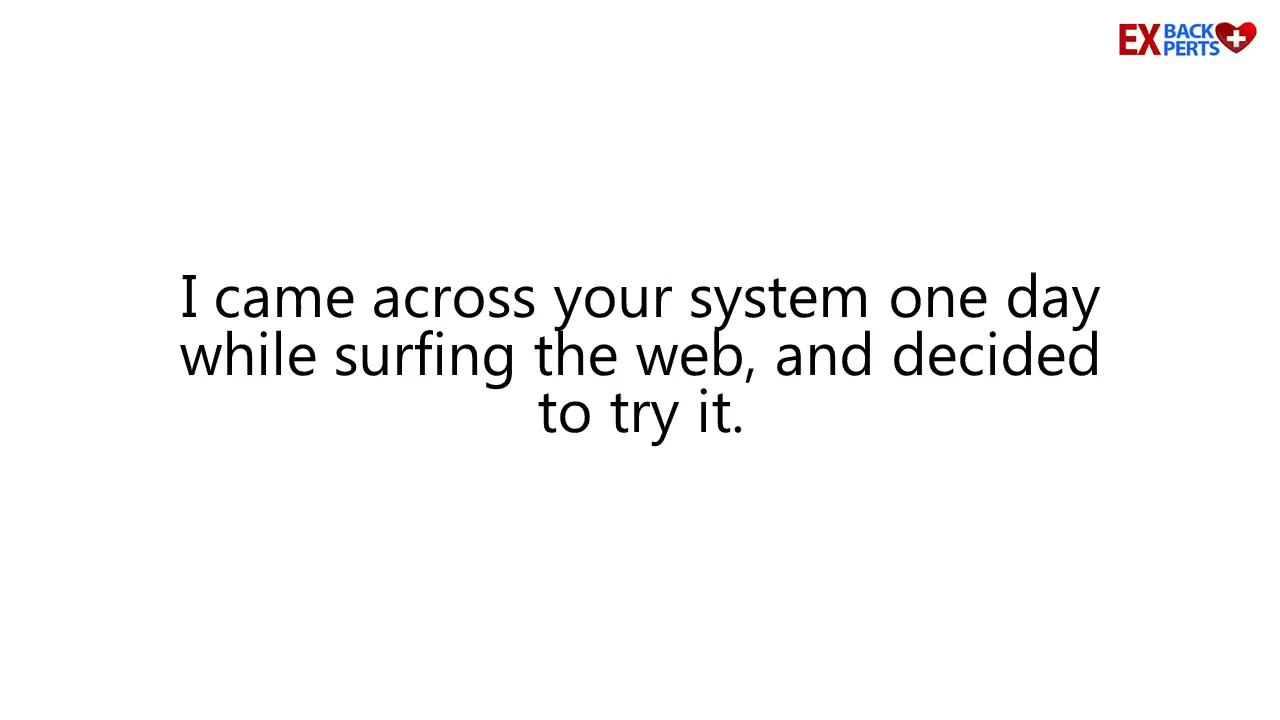 EX BACK
PERTS
I came across your system one day
while surfing the web, and decided
to try it.